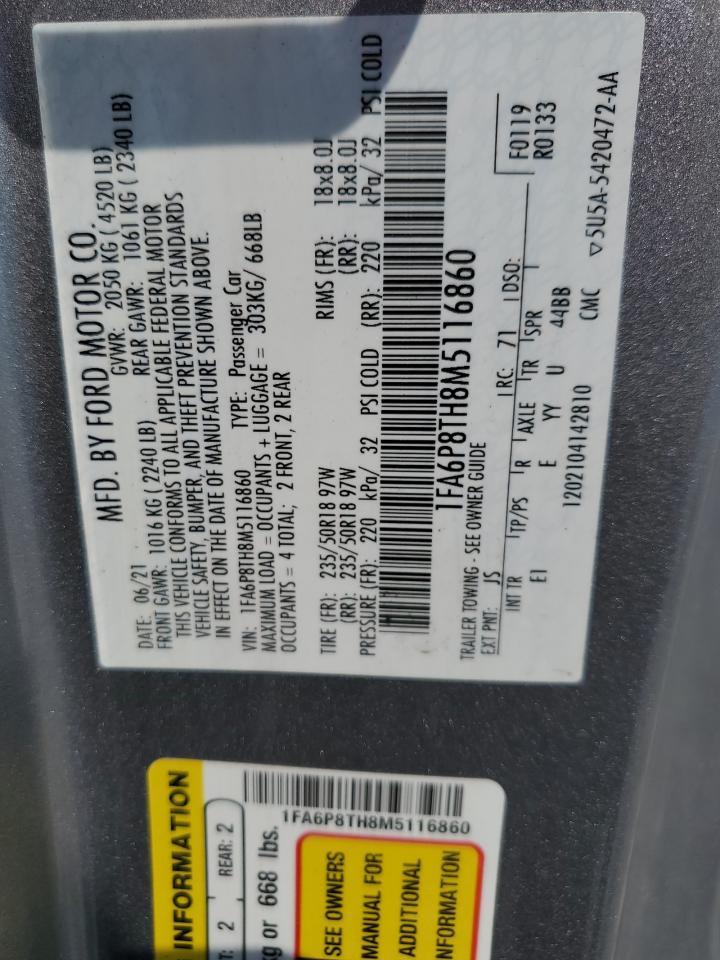 MFD. BY FORD MOTOR CO.
DATE: 06/21 GVWR: 2050 KG ( 4520 LB)
FRONT GAWR: 1016 KG ( 2240 LB) REAR GAWR: 1061 KG ( 2340 LB)
THIS VEHICLE CONFORMS TO ALL APPLICABLE FEDERAL MOTOR
VEHICLE SAFETY, BUMPER, AND THEFT PREVENTION STANDARDS
IN EFFECT ON THE DATE OF MANUFACTURE SHOWN ABOVE.
VIN: 1FA6P8TH8M5116860 TYPE: Passenger Car
MAXIMUM LOAD = OCCUPANTS + LUGGAGE = 303KG/ 668LB
OCCUPANTS = 4 TOTAL; 2 FRONT, 2 REAR
TIRE (FR): 235/50R18 97W RIMS (FR): 18x8.0J
(RR): 235/50R18 97W (RR): 18x8.0J
PRESSURE (FR): 220 kPa/ 32 PSI COLD (RR): 220 kPa/ 32 PSI COLD
1FA6P8TH8M5116860
TRAILER TOWING - SEE OWNER GUIDE
EXT PNT: JS RC: 71 DSO: F0119
R0133
INT TR TP/PS R AXLE TR SPR
E1 E YY U 44BB
1202104142810 CMC
▽5U5A-5420472-AA
INFORMATION
2 REAR: 2
kg or 668 lbs.
1FA6P8TH8M5116860
SEE OWNERS
MANUAL FOR
ADDITIONAL
INFORMATION